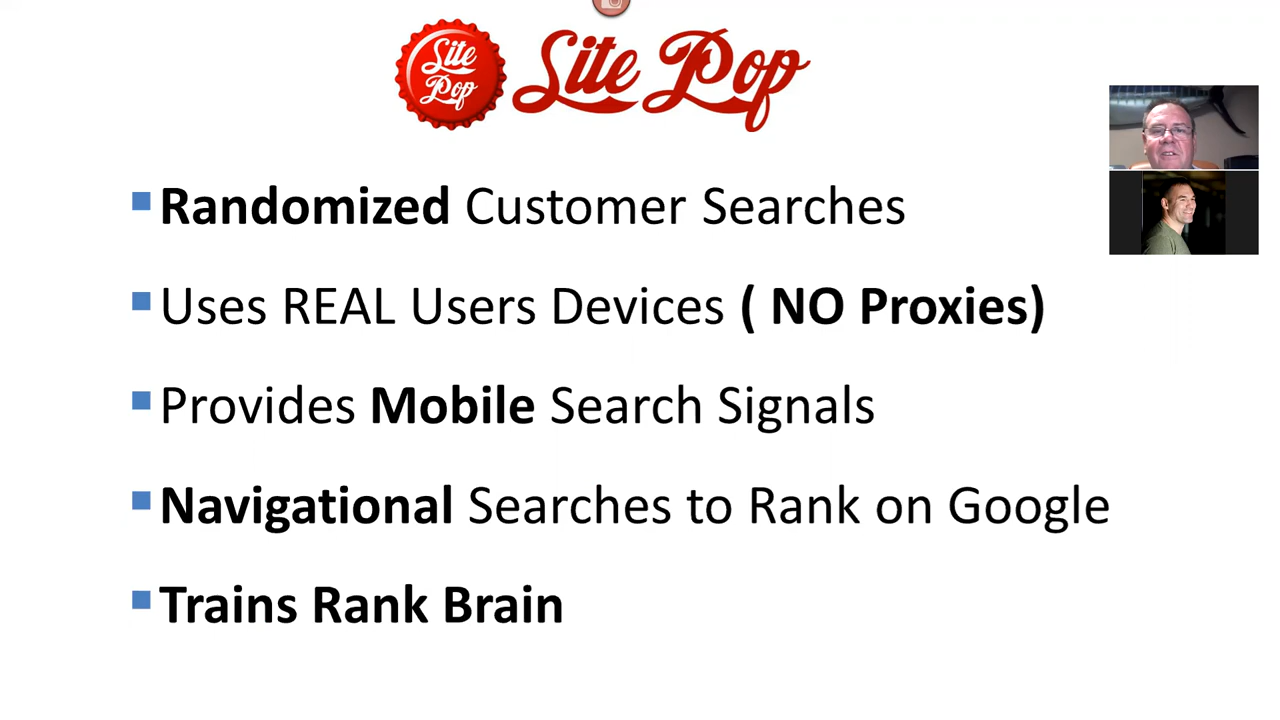 Site
Pop
Site Pop
Randomized Customer Searches
Uses REAL Users Devices ( NO Proxies)
Provides Mobile Search Signals
Navigational Searches to Rank on Google
Trains Rank Brain